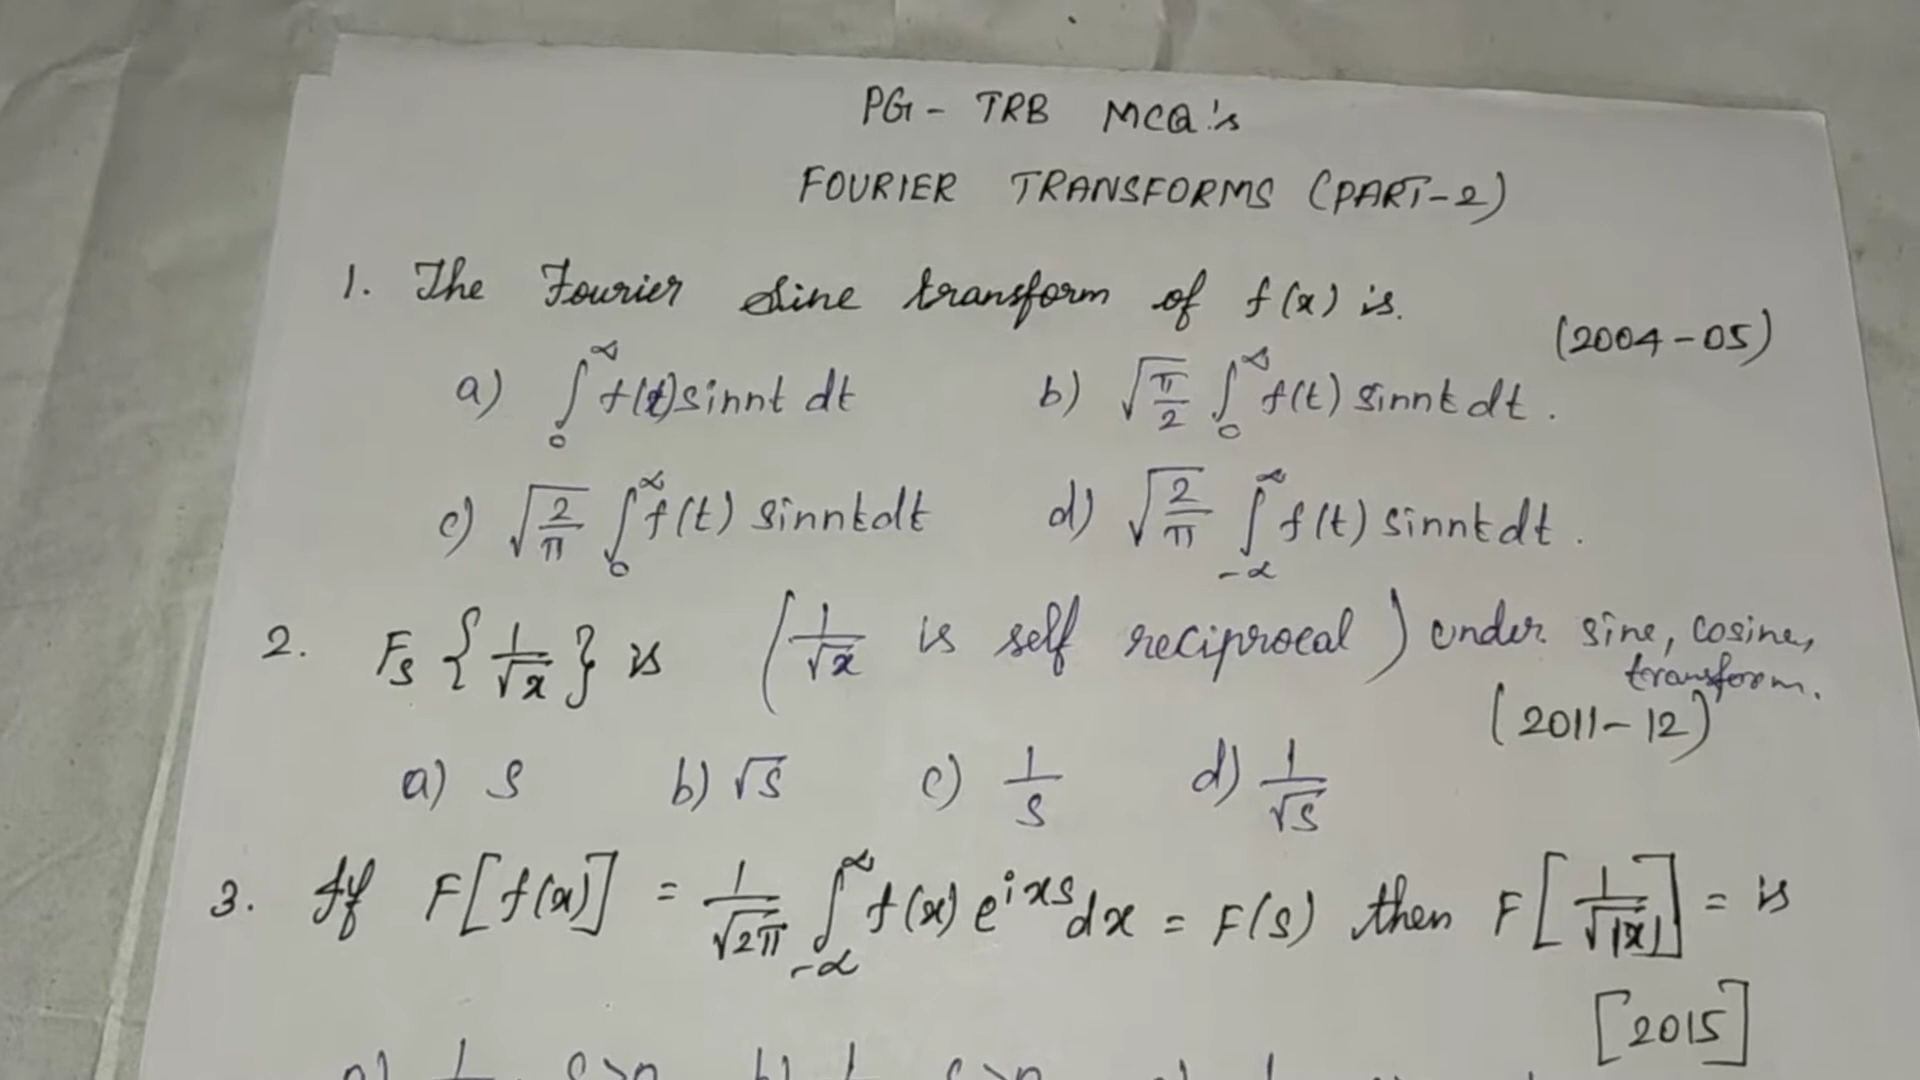 PG - TRB MCQ's
FOURIER TRANSFORMS (PART-2)
1. The Fourier Sine transform of f(x) is.
(2004-05)
a) ∫₀^∞ f(t) sinnt dt b) √(π/2) ∫₀^∞ f(t) sinnt dt.
c) √(2/π) ∫₀^∞ f(t) sinnt dt d) √(2/π) ∫₋∞^∞ f(t) sinnt dt.
2. Fs {1/√x} is (1/√x is self reciprocal) under sine, cosine,
transform.
(2011-12)
a) s b) √s c) 1/s d) 1/√s
3. If F[f(x)] = 1/√2π ∫₋∞^∞ f(x) e^{ixs} dx = F(s) then F[1/√|x|] = is
[2015]